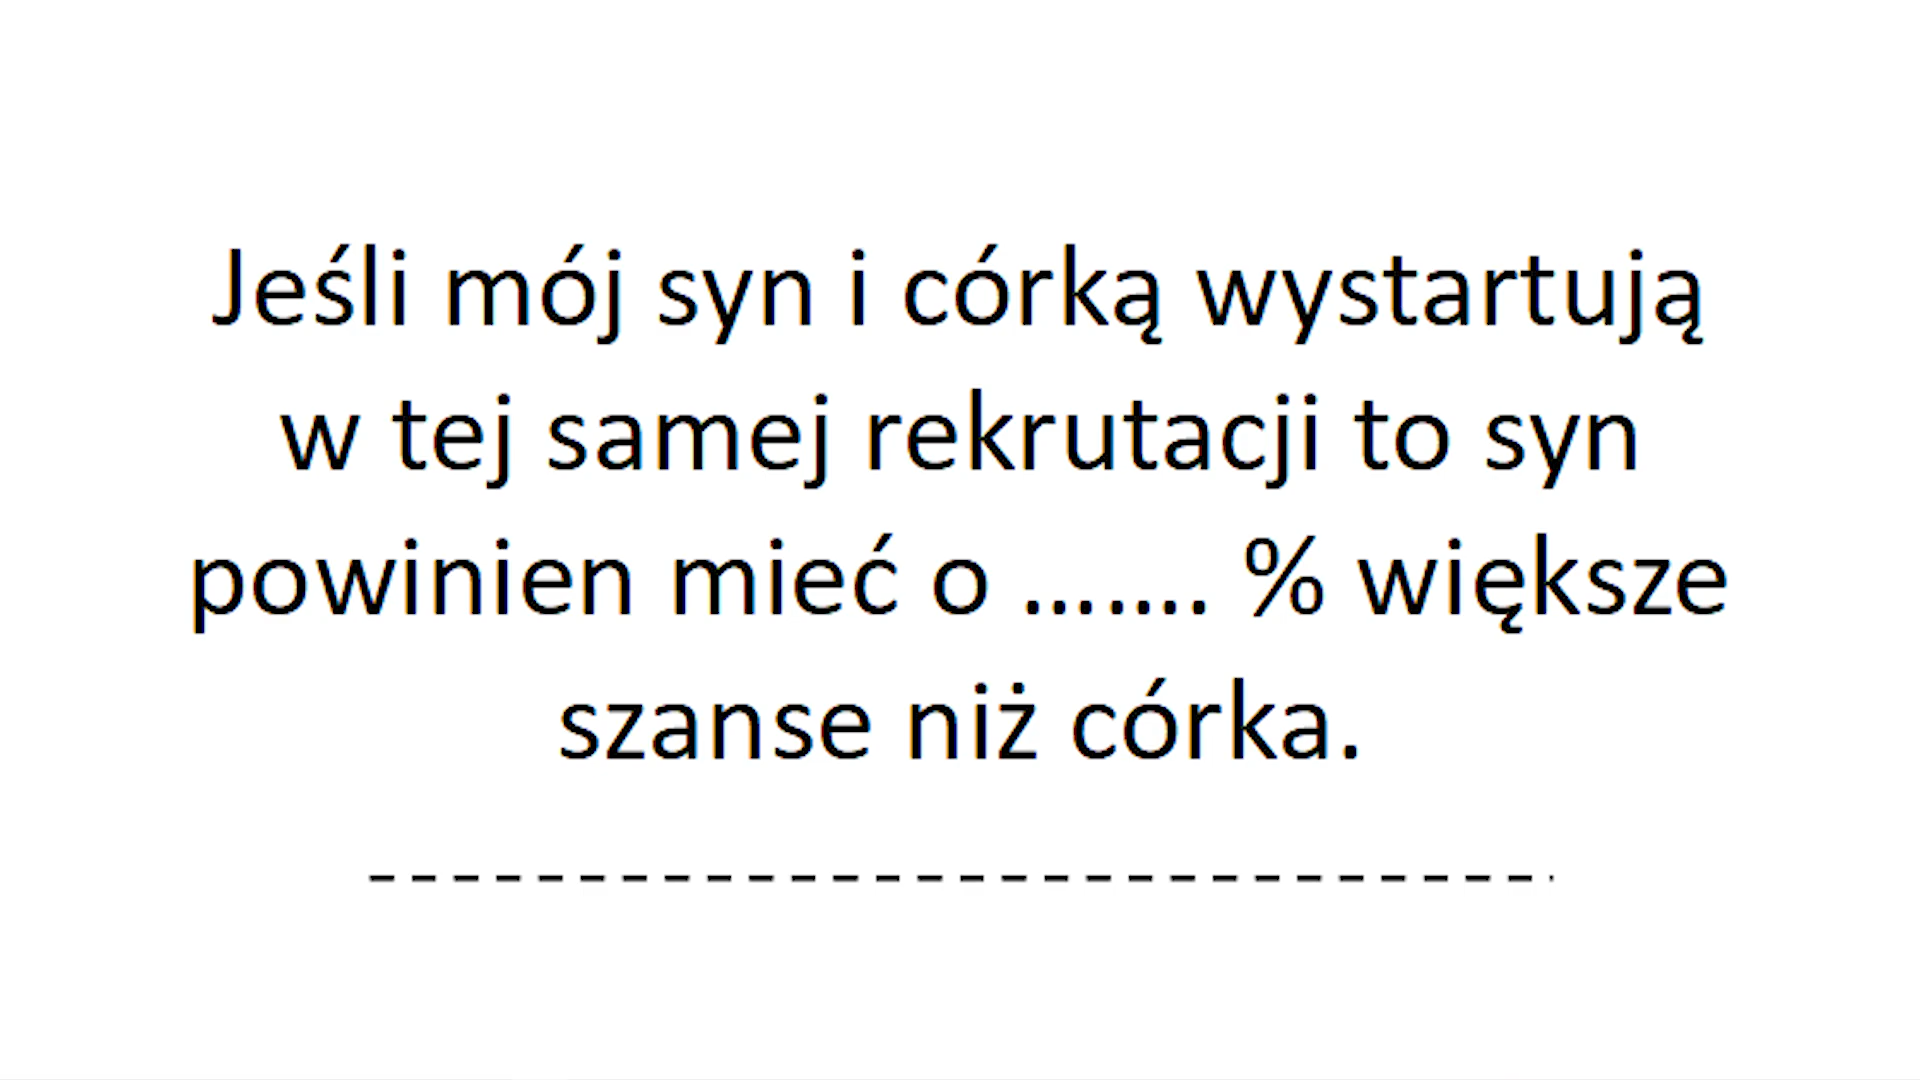 Jeśli mój syn i córką wystartują
w tej samej rekrutacji to syn
powinien mieć o ....... % większe
szanse niż córka.